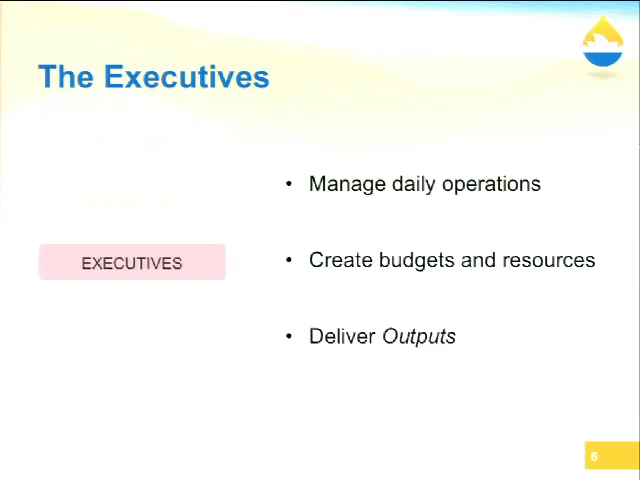 The Executives
• Manage daily operations
EXECUTIVES
• Create budgets and resources
• Deliver Outputs
6